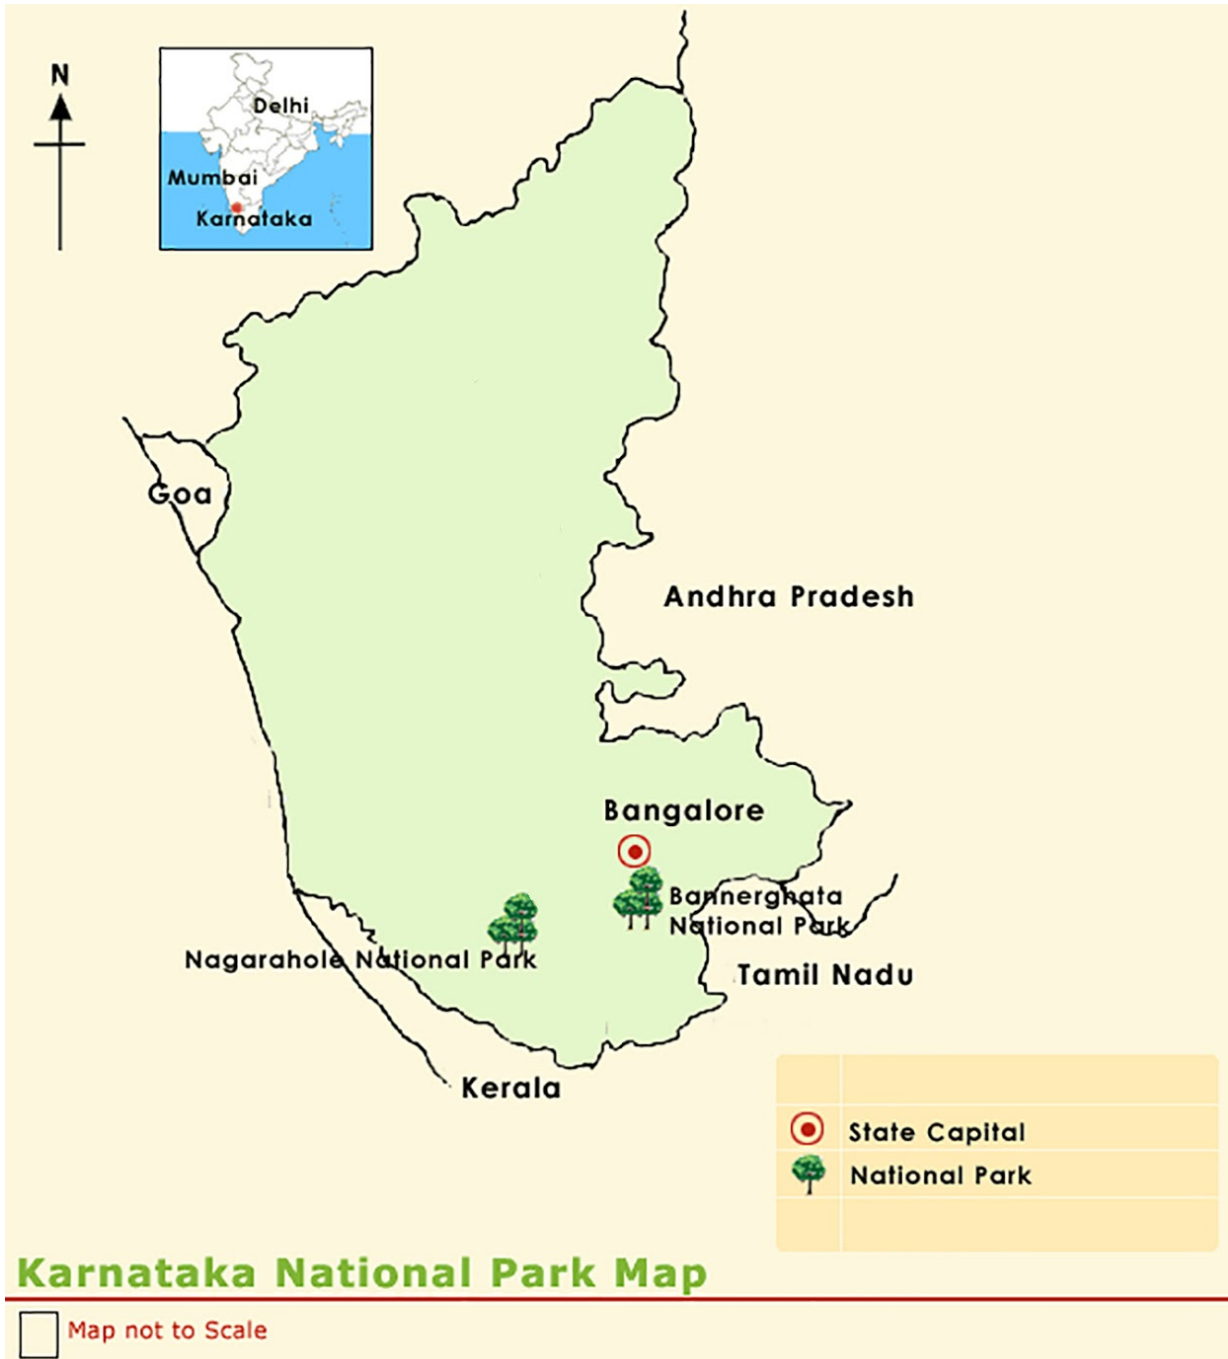 N
Delhi
Mumbai
Karnataka
Goa
Andhra Pradesh
Bangalore
Bannerghata
National Park
Nagarahole National Park
Tamil Nadu
Kerala
State Capital
National Park
Karnataka National Park Map
Map not to Scale